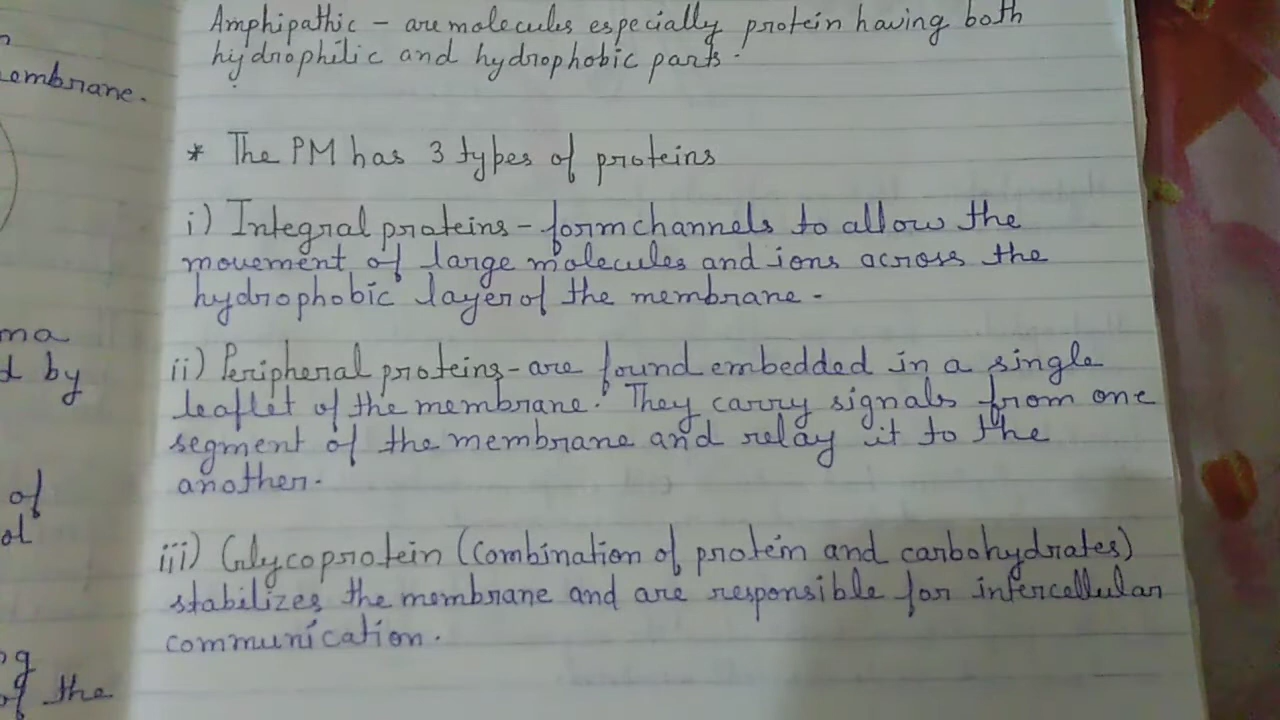 Amphipathic - are molecules especially protein having both
hydrophilic and hydrophobic parts.
* The PM has 3 types of proteins
i) Integral proteins - form channels to allow the
movement of large molecules and ions across the
hydrophobic layer of the membrane.
ii) Peripheral proteins - are found embedded in a single
leaflet of the membrane. They carry signals from one
segment of the membrane and relay it to the
another.
iii) Glycoprotein (Combination of protein and carbohydrates)
stabilizes the membrane and are responsible for intercellular
communication.
embrane.
ma
by
of
of the